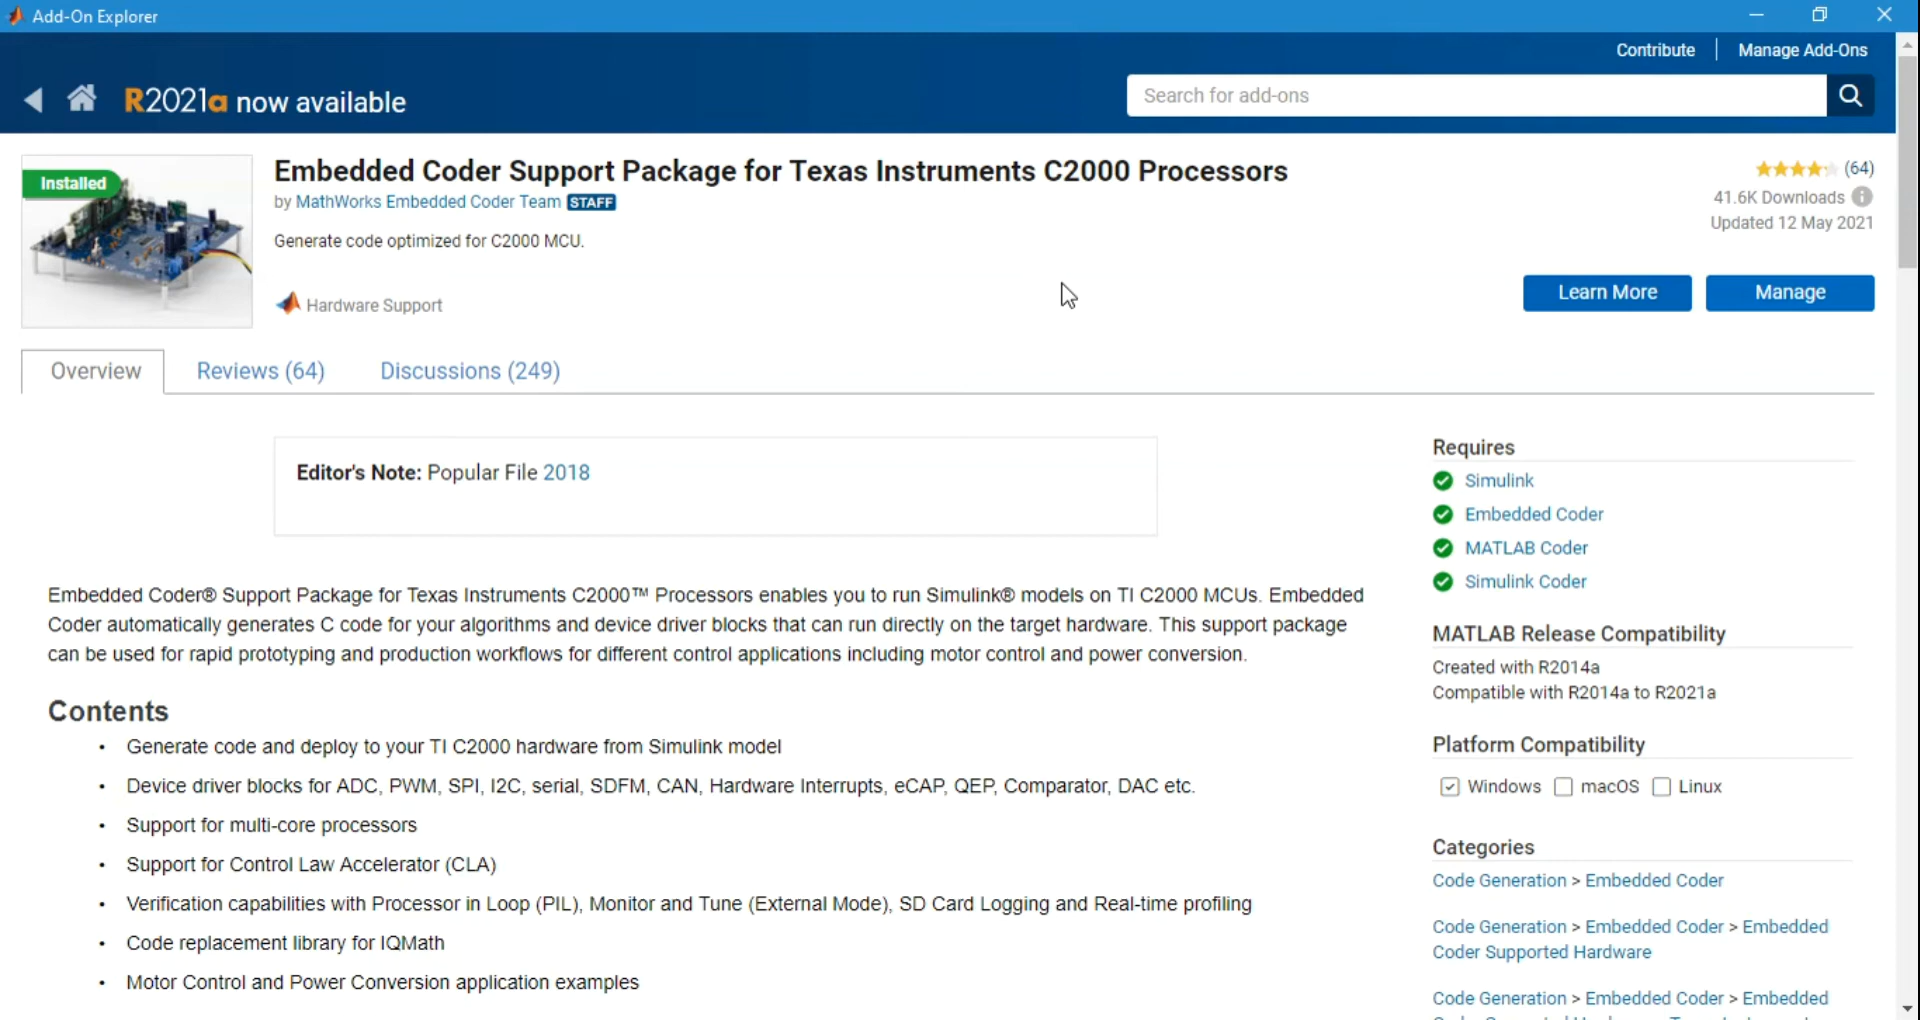 Add-On Explorer
Contribute
Manage Add-Ons
R2021a now available
Search for add-ons
Installed
Embedded Coder Support Package for Texas Instruments C2000 Processors
by MathWorks Embedded Coder Team STAFF
Generate code optimized for C2000 MCU.
Hardware Support
(64)
41.6K Downloads
Updated 12 May 2021
Learn More
Manage
Overview
Reviews (64)
Discussions (249)
Editor's Note: Popular File 2018
Embedded Coder® Support Package for Texas Instruments C2000™ Processors enables you to run Simulink® models on TI C2000 MCUs. Embedded
Coder automatically generates C code for your algorithms and device driver blocks that can run directly on the target hardware. This support package
can be used for rapid prototyping and production workflows for different control applications including motor control and power conversion.
Contents
• Generate code and deploy to your TI C2000 hardware from Simulink model
• Device driver blocks for ADC, PWM, SPI, I2C, serial, SDFM, CAN, Hardware Interrupts, eCAP, QEP, Comparator, DAC etc.
• Support for multi-core processors
• Support for Control Law Accelerator (CLA)
• Verification capabilities with Processor in Loop (PIL), Monitor and Tune (External Mode), SD Card Logging and Real-time profiling
• Code replacement library for IQMath
• Motor Control and Power Conversion application examples
Requires
Simulink
Embedded Coder
MATLAB Coder
Simulink Coder
MATLAB Release Compatibility
Created with R2014a
Compatible with R2014a to R2021a
Platform Compatibility
Windows
macOS
Linux
Categories
Code Generation > Embedded Coder
Code Generation > Embedded Coder > Embedded
Coder Supported Hardware
Code Generation > Embedded Coder > Embedded